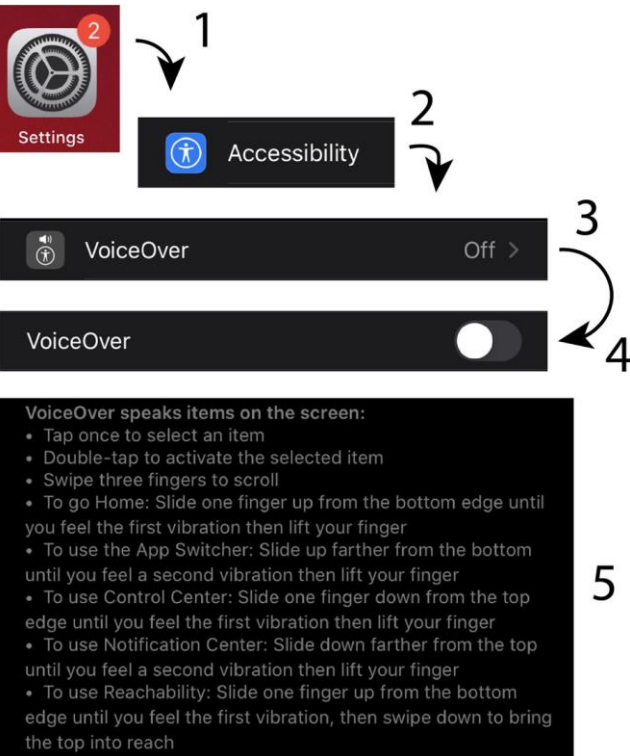 2
1
Settings
2
Accessibility
3
VoiceOver Off >
VoiceOver
4
VoiceOver speaks items on the screen:
• Tap once to select an item
• Double-tap to activate the selected item
• Swipe three fingers to scroll
• To go Home: Slide one finger up from the bottom edge until
you feel the first vibration then lift your finger
• To use the App Switcher: Slide up farther from the bottom
until you feel a second vibration then lift your finger
• To use Control Center: Slide one finger down from the top
edge until you feel the first vibration then lift your finger
• To use Notification Center: Slide down farther from the top
until you feel a second vibration then lift your finger
• To use Reachability: Slide one finger up from the bottom
edge until you feel the first vibration, then swipe down to bring
the top into reach
5